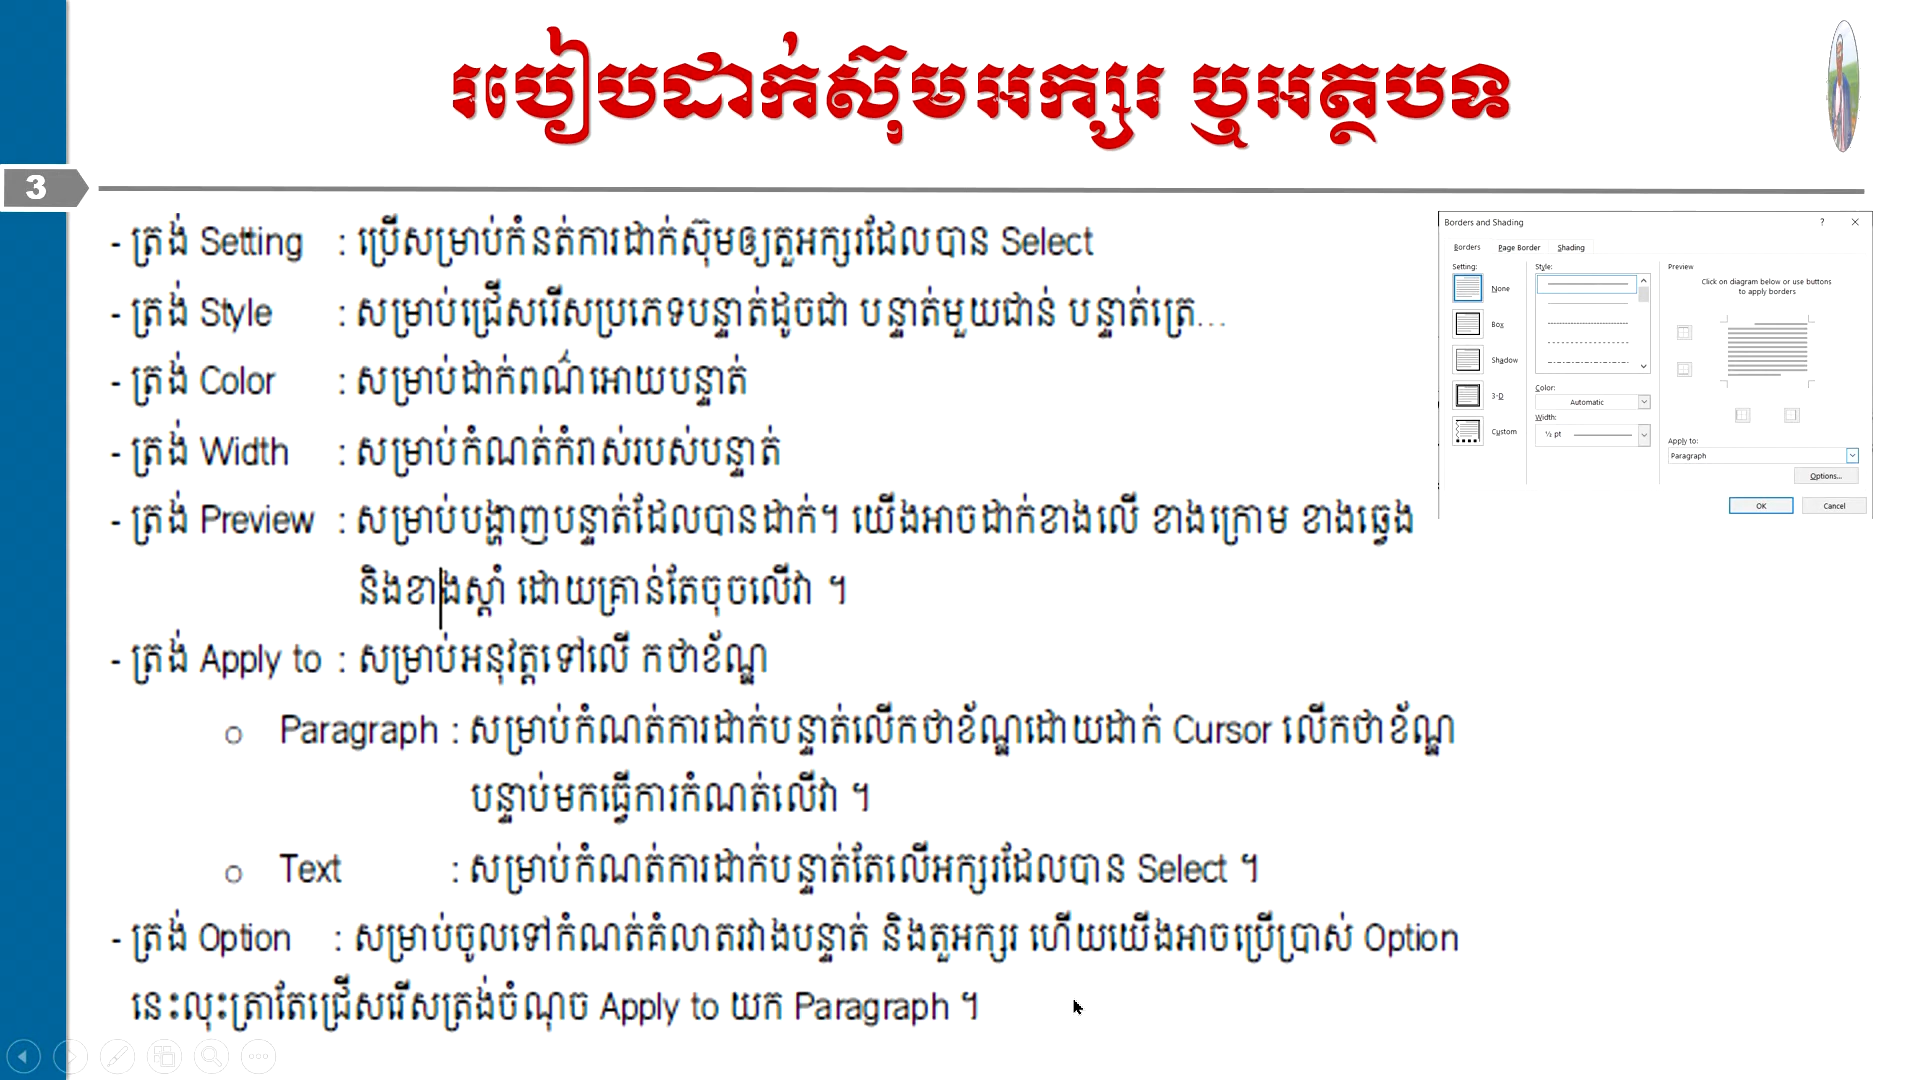 របៀបដាក់ស៊ុមអក្សរ ឬអត្ថបទ
3
- ត្រង់ Setting : ប្រើសម្រាប់កំនត់ការដាក់ស៊ុមឲ្យតួអក្សរដែលបាន Select
- ត្រង់ Style : សម្រាប់ជ្រើសរើសប្រភេទបន្ទាត់ដូចជា បន្ទាត់មួយជាន់ បន្ទាត់ត្រេ...
- ត្រង់ Color : សម្រាប់ដាក់ពណ៌អោយបន្ទាត់
- ត្រង់ Width : សម្រាប់កំណត់កំរាស់របស់បន្ទាត់
- ត្រង់ Preview : សម្រាប់បង្ហាញបន្ទាត់ដែលបានដាក់។ យើងអាចដាក់ខាងលើ ខាងក្រោម ខាងឆ្វេង
និងខាងស្តាំ ដោយគ្រាន់តែចុចលើវា ។
- ត្រង់ Apply to : សម្រាប់អនុវត្តទៅលើ កថាខ័ណ្ឌ
o Paragraph : សម្រាប់កំណត់ការដាក់បន្ទាត់លើកថាខ័ណ្ឌដោយដាក់ Cursor លើកថាខ័ណ្ឌ
បន្ទាប់មកធ្វើការកំណត់លើវា ។
o Text : សម្រាប់កំណត់ការដាក់បន្ទាត់តែលើអក្សរដែលបាន Select ។
- ត្រង់ Option : សម្រាប់ចូលទៅកំណត់គំលាតរវាងបន្ទាត់ និងតួអក្សរ ហើយយើងអាចប្រើប្រាស់ Option
នេះលុះត្រាតែជ្រើសរើសត្រង់ចំណុច Apply to យក Paragraph ។
Borders and Shading
Borders Page Border Shading
Setting:
None
Box
Shadow
3-D
Custom
Style:
Color:
Automatic
Width:
½ pt
Preview
Click on diagram below or use buttons
to apply borders
Apply to:
Paragraph
Options...
OK Cancel